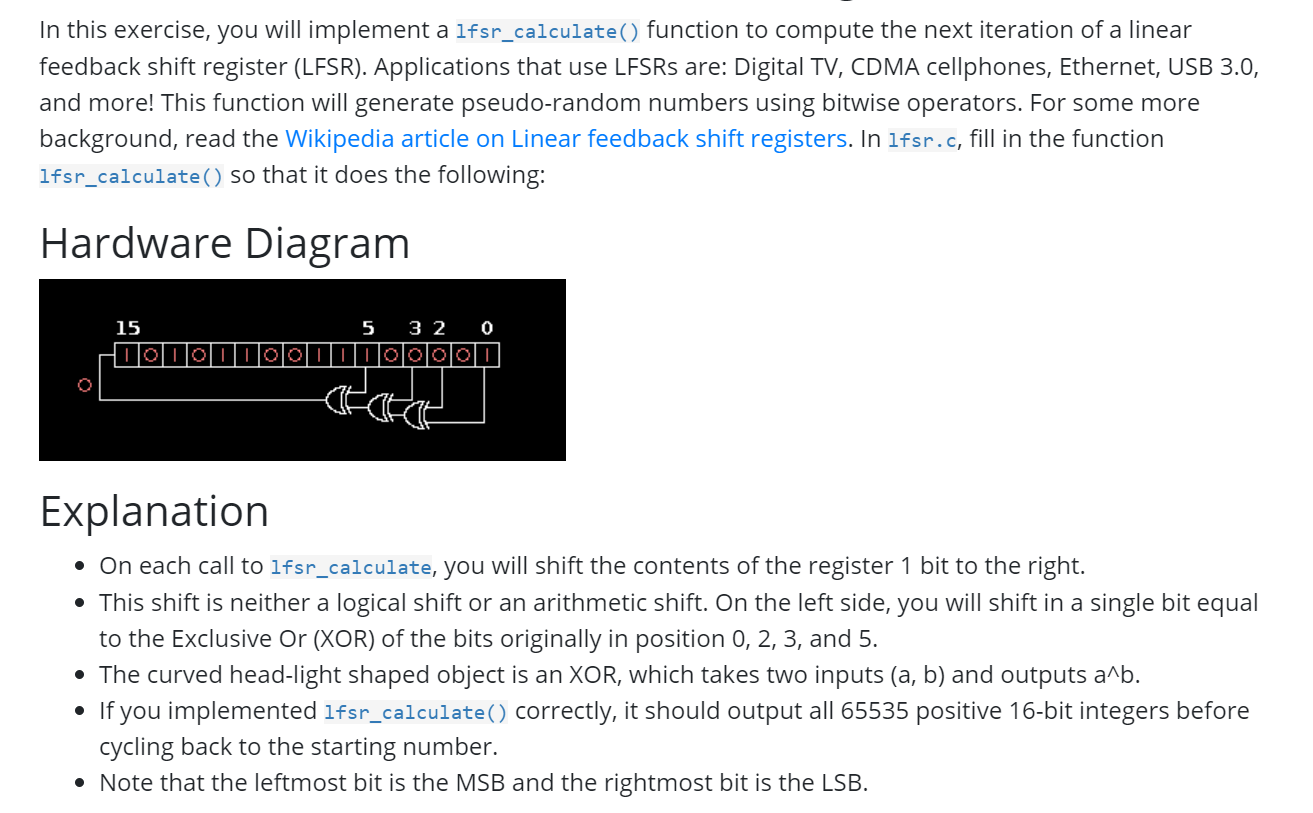 In this exercise, you will implement a lfsr_calculate() function to compute the next iteration of a linear
feedback shift register (LFSR). Applications that use LFSRs are: Digital TV, CDMA cellphones, Ethernet, USB 3.0,
and more! This function will generate pseudo-random numbers using bitwise operators. For some more
background, read the Wikipedia article on Linear feedback shift registers. In lfsr.c, fill in the function
lfsr_calculate() so that it does the following:
Hardware Diagram
15 5 3 2 0
1 0 1 0 1 1 0 0 1 1 1 0 0 0 0 1
0
Explanation
• On each call to lfsr_calculate, you will shift the contents of the register 1 bit to the right.
• This shift is neither a logical shift or an arithmetic shift. On the left side, you will shift in a single bit equal
to the Exclusive Or (XOR) of the bits originally in position 0, 2, 3, and 5.
• The curved head-light shaped object is an XOR, which takes two inputs (a, b) and outputs a^b.
• If you implemented lfsr_calculate() correctly, it should output all 65535 positive 16-bit integers before
cycling back to the starting number.
• Note that the leftmost bit is the MSB and the rightmost bit is the LSB.